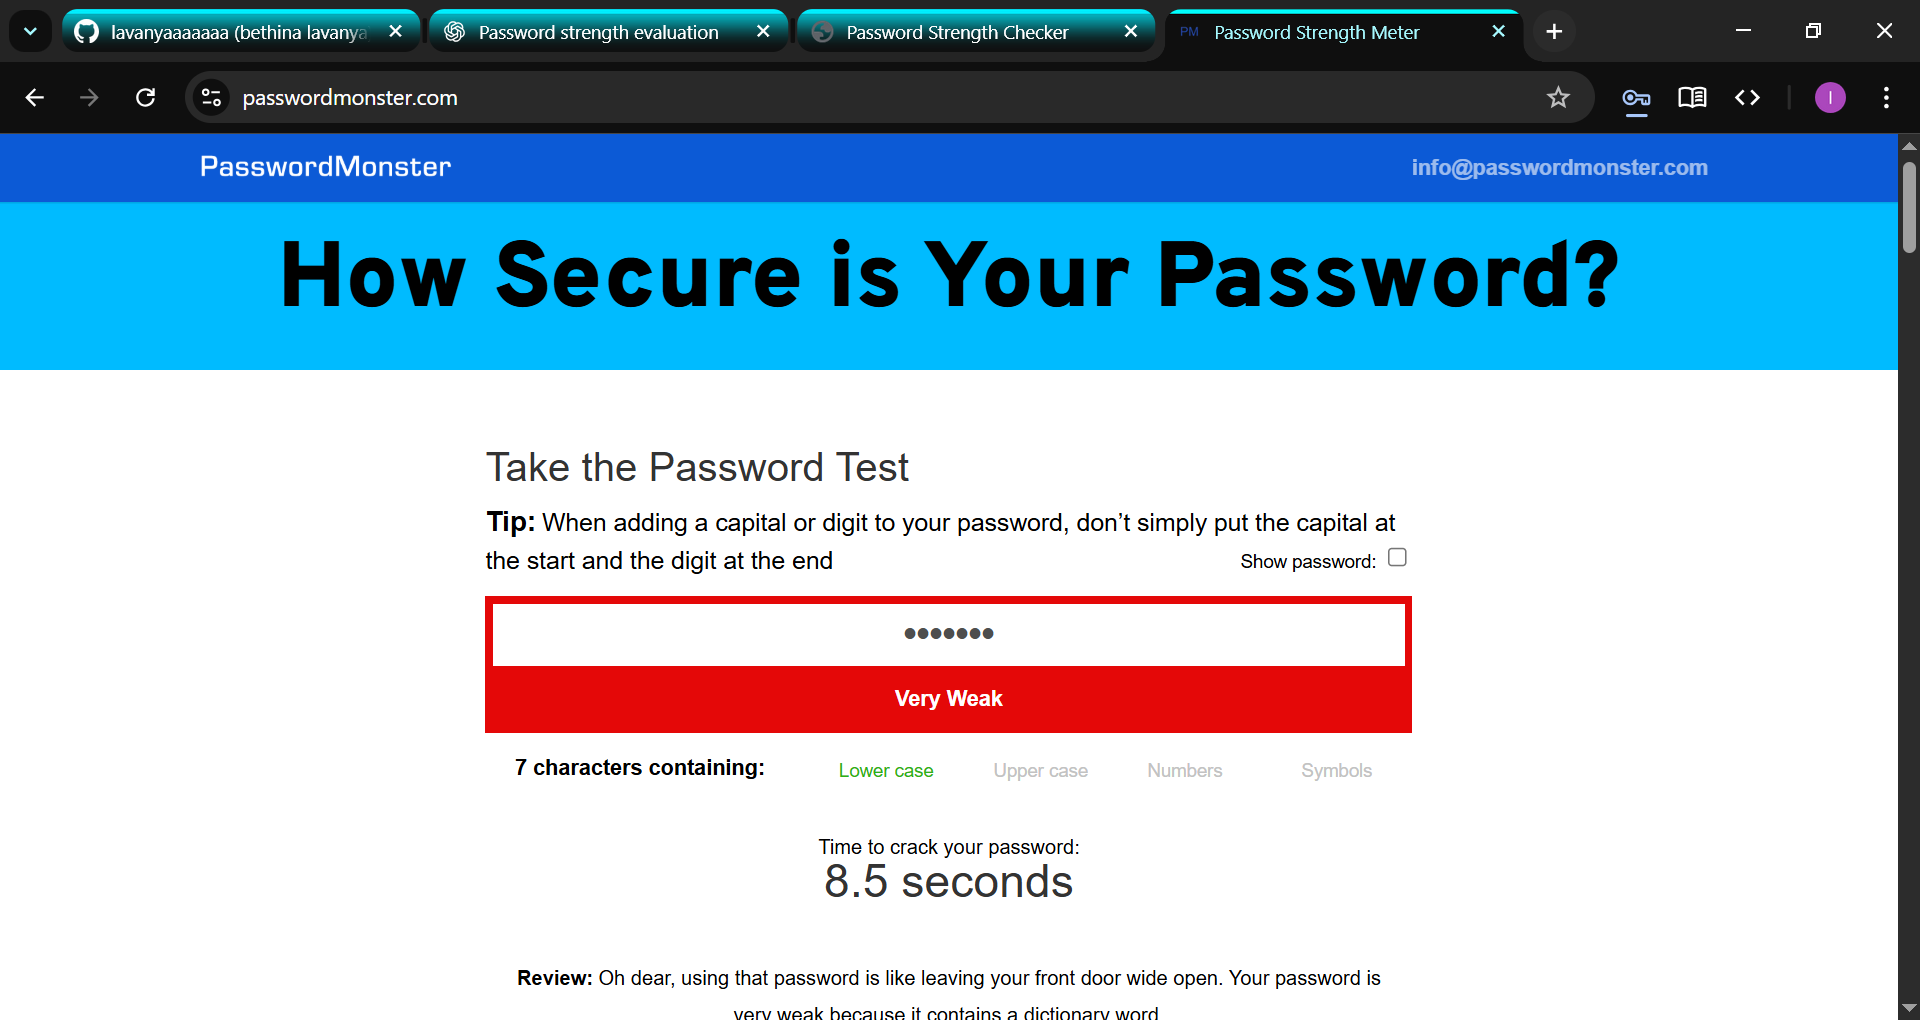 lavanyaaaaaaa (bethina lavanya
Password strength evaluation
Password Strength Checker
PM Password Strength Meter
passwordmonster.com
I
PasswordMonster
info@passwordmonster.com
How Secure is Your Password?
Take the Password Test
Tip: When adding a capital or digit to your password, don’t simply put the capital at
the start and the digit at the end
Show password:
•••••••
Very Weak
7 characters containing:
Lower case
Upper case
Numbers
Symbols
Time to crack your password:
8.5 seconds
Review: Oh dear, using that password is like leaving your front door wide open. Your password is
very weak because it contains a dictionary word.